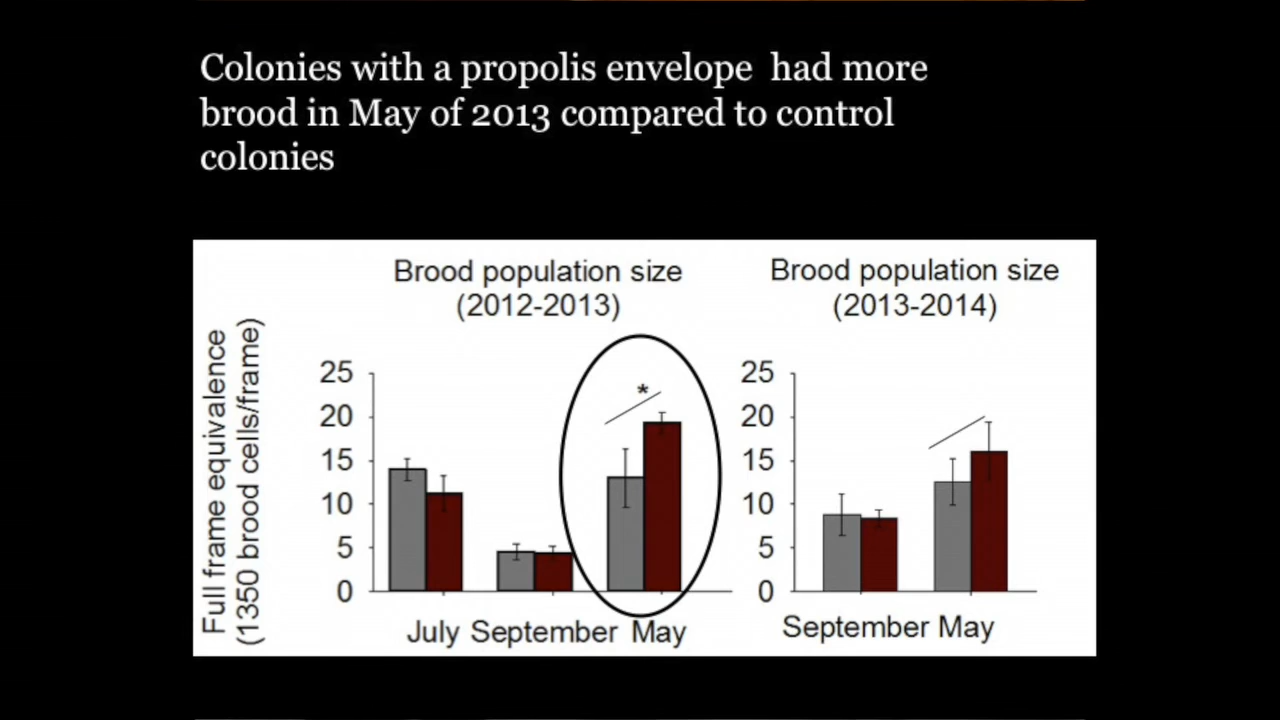 Colonies with a propolis envelope had more
brood in May of 2013 compared to control
colonies
Brood population size
(2012-2013)
Brood population size
(2013-2014)
Full frame equivalence
(1350 brood cells/frame)
25
20
15
10
5
0
*
July September May
25
20
15
10
5
0
September May